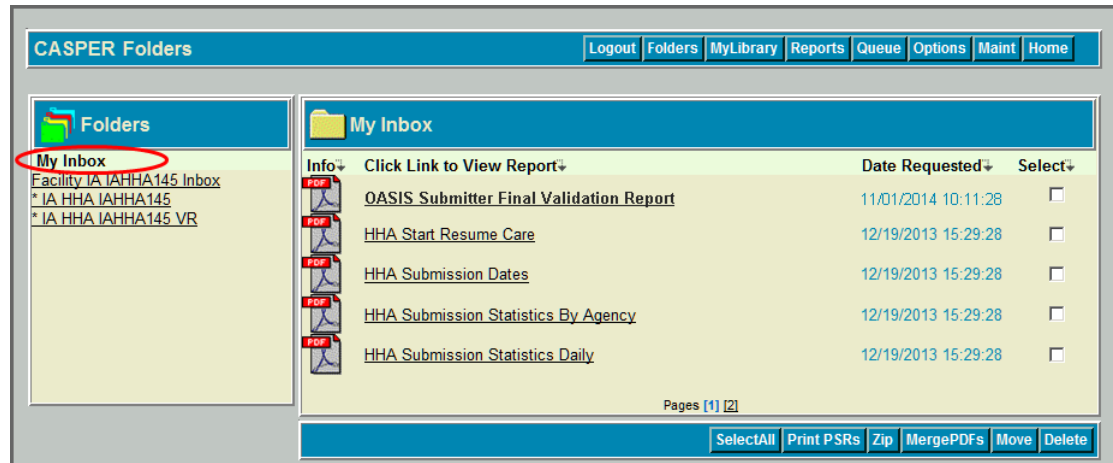 CASPER Folders
Logout Folders MyLibrary Reports Queue Options Maint Home
Folders
My Inbox
Facility IA IAHHA145 Inbox
* IA HHA IAHHA145
* IA HHA IAHHA145 VR
My Inbox
Info Click Link to View Report Date Requested Select
PDF OASIS Submitter Final Validation Report 11/01/2014 10:11:28
PDF HHA Start Resume Care 12/19/2013 15:29:28
PDF HHA Submission Dates 12/19/2013 15:29:28
PDF HHA Submission Statistics By Agency 12/19/2013 15:29:28
PDF HHA Submission Statistics Daily 12/19/2013 15:29:28
Pages [1] [2]
SelectAll Print PSRs Zip MergePDFs Move Delete